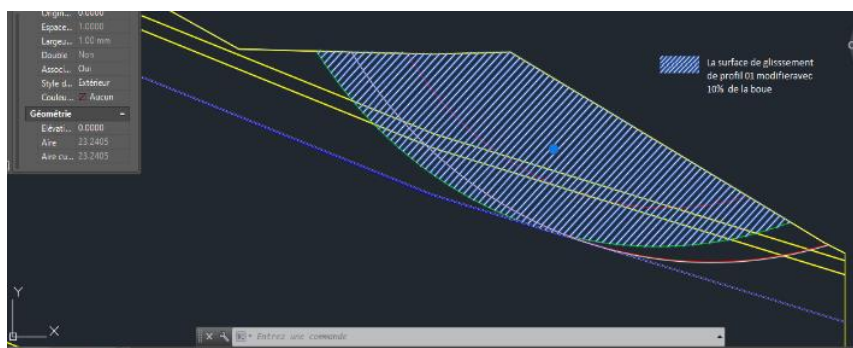 Origin... 0.0000
Espace... 1.0000
Largeu... 1.00 mm
Double Non
Associ... Oui
Style d... Extérieur
Couleu... Aucun
Géométrie
Elévati... 0.0000
Aire 23.2405
Aire cu... 23.2405
La surface de glisssement
de profil 01 modifieravec
10% de la boue
Y
X
Entrez une commande